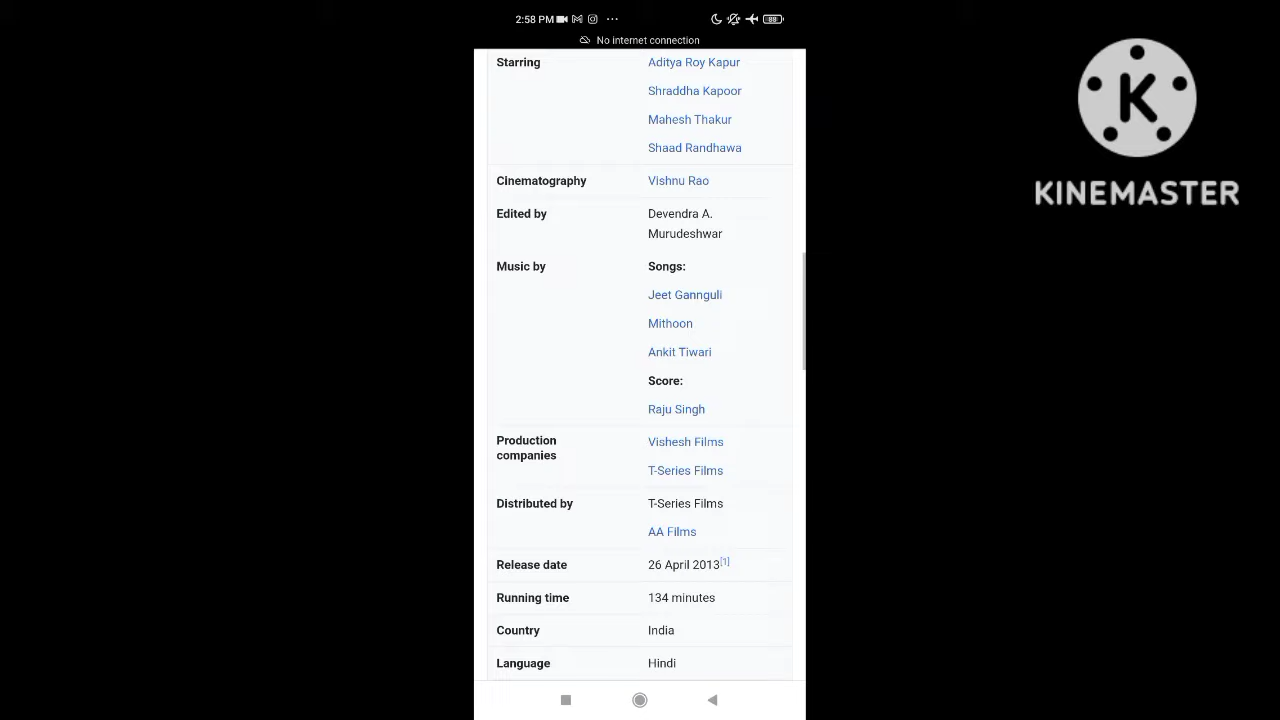 2:58 PM
88
No internet connection
Starring
Aditya Roy Kapur
Shraddha Kapoor
Mahesh Thakur
Shaad Randhawa
Cinematography
Vishnu Rao
Edited by
Devendra A.
Murudeshwar
Music by
Songs:
Jeet Gannguli
Mithoon
Ankit Tiwari
Score:
Raju Singh
Production
companies
Vishesh Films
T-Series Films
Distributed by
T-Series Films
AA Films
Release date
26 April 2013[1]
Running time
134 minutes
Country
India
Language
Hindi
K
KINEMASTER